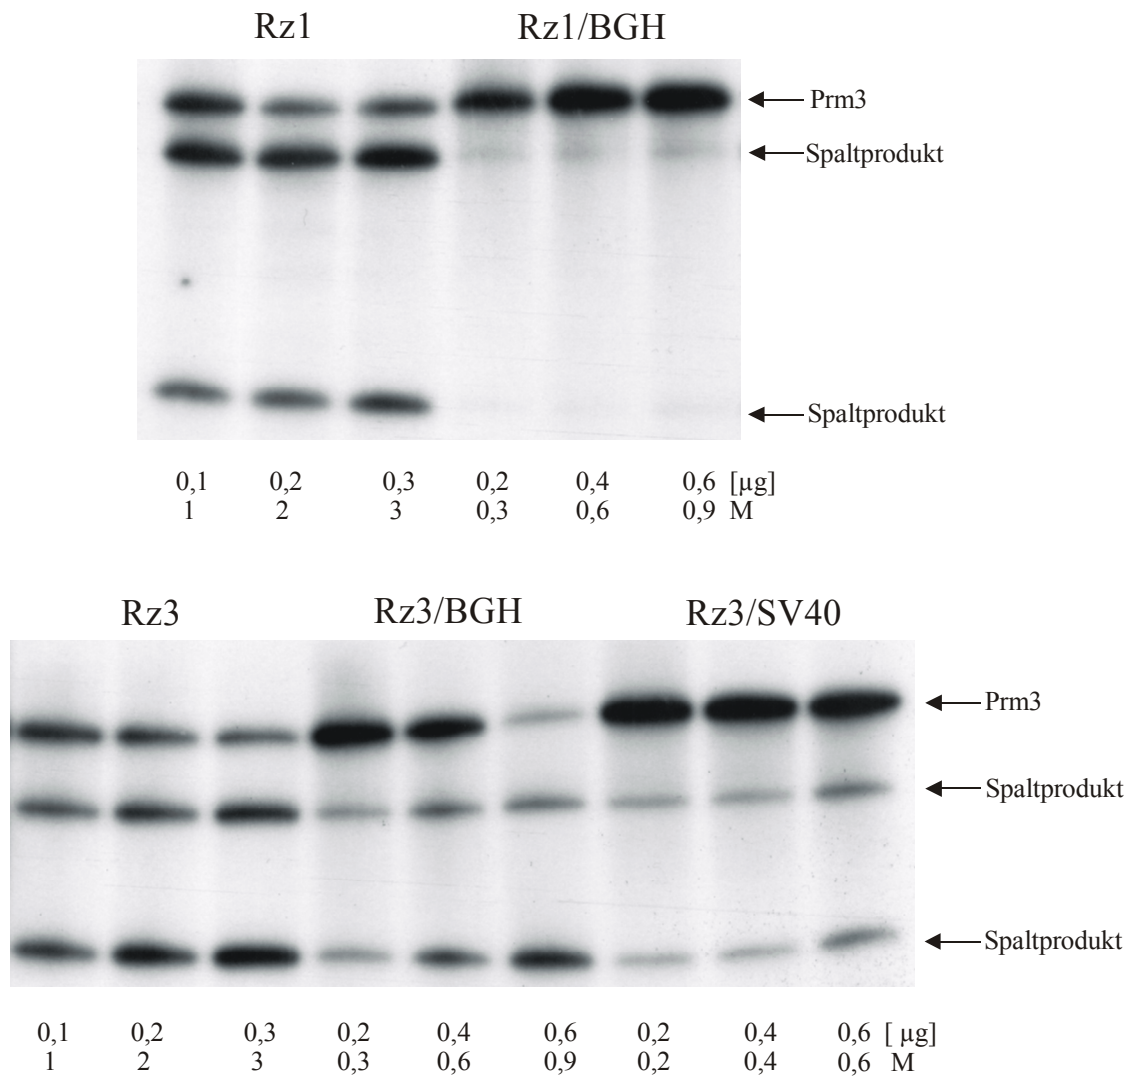 Rz1 Rz1/BGH
Prm3
Spaltprodukt
Spaltprodukt
0,1 0,2 0,3 0,2 0,4 0,6 [µg]
1 2 3 0,3 0,6 0,9 M
Rz3 Rz3/BGH Rz3/SV40
Prm3
Spaltprodukt
Spaltprodukt
0,1 0,2 0,3 0,2 0,4 0,6 0,2 0,4 0,6 [ µg]
1 2 3 0,3 0,6 0,9 0,2 0,4 0,6 M